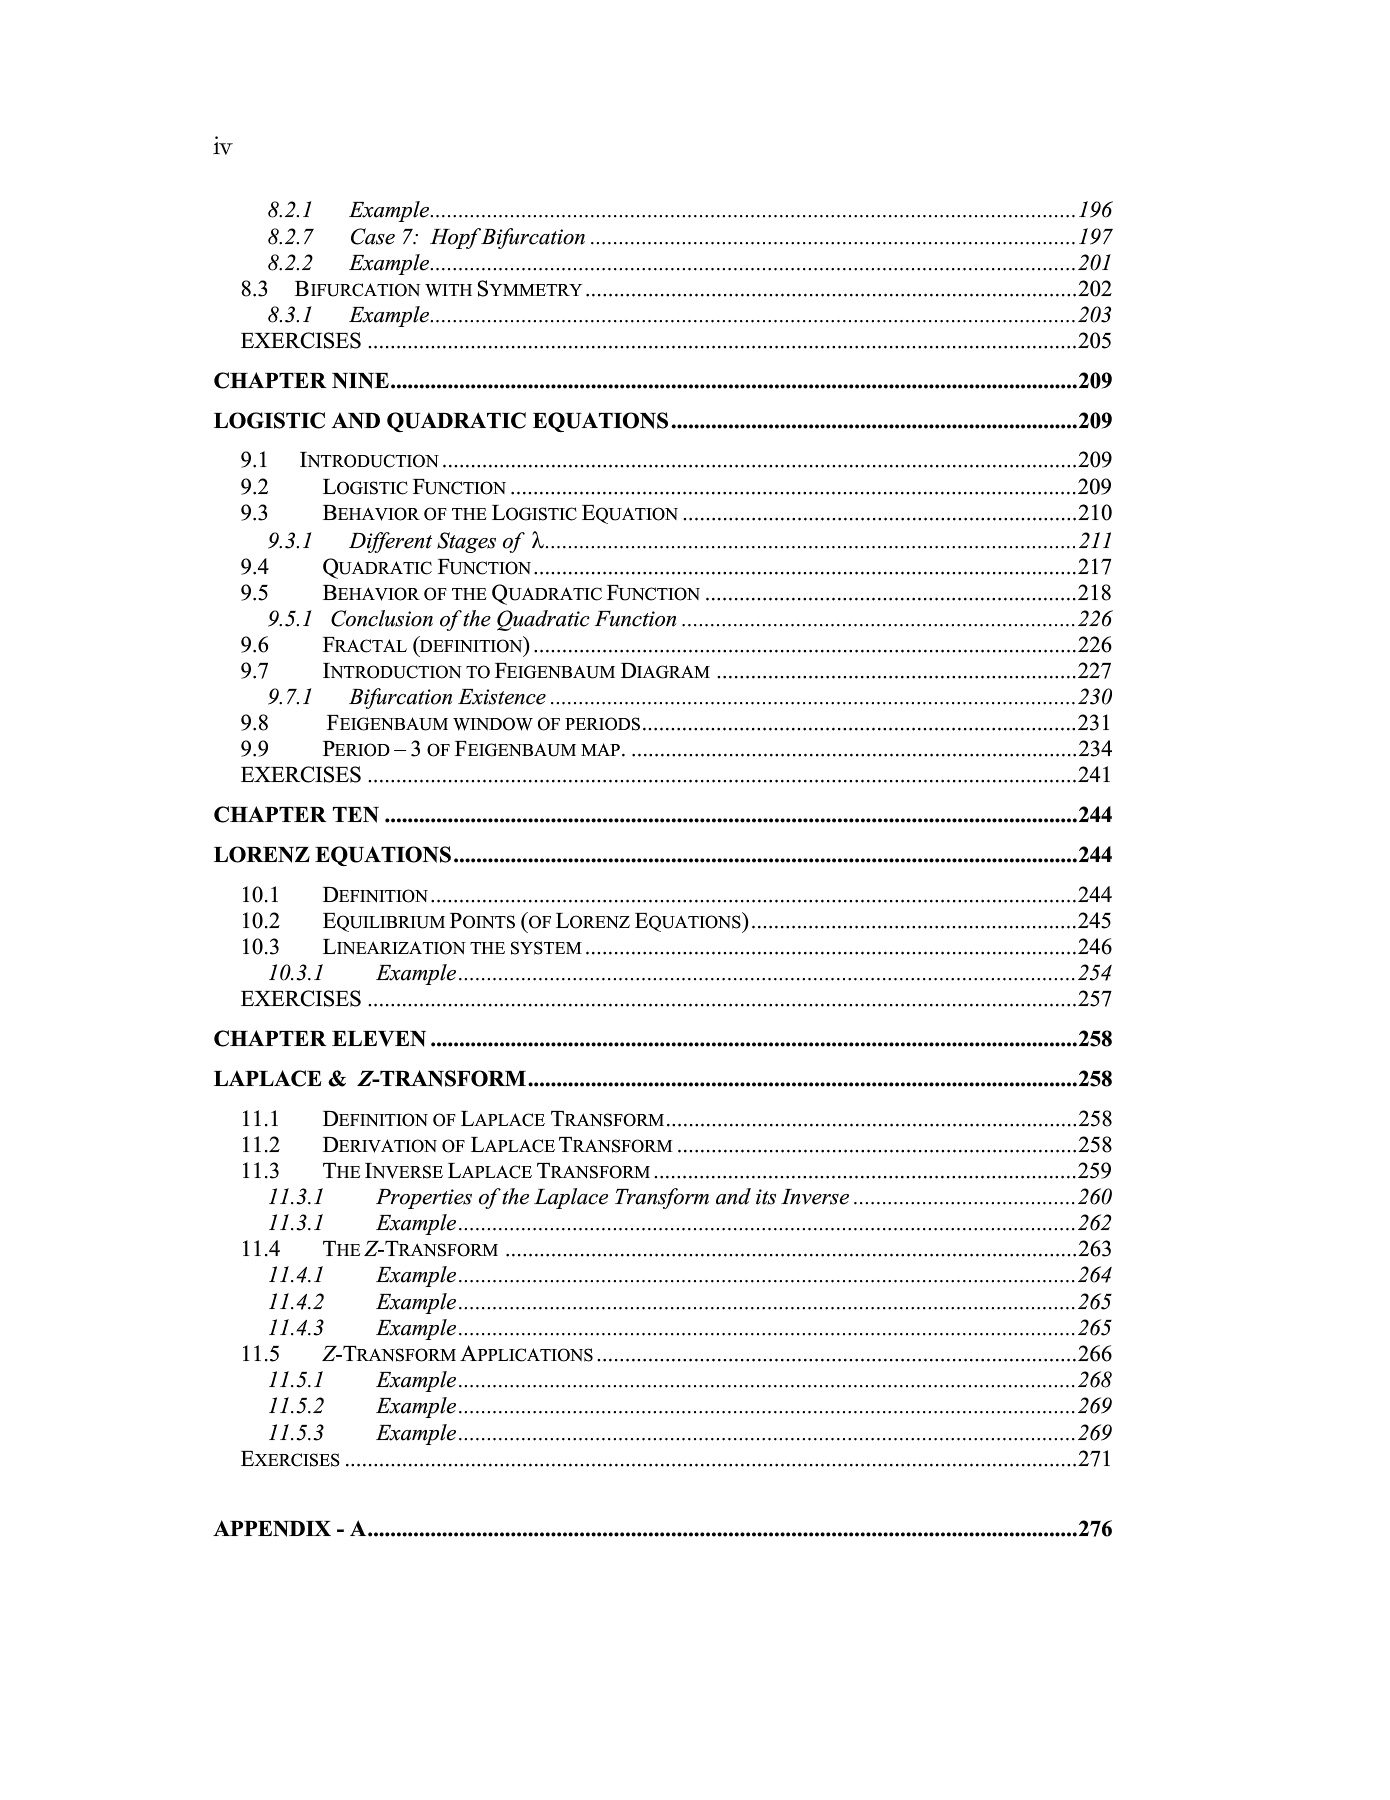 iv
8.2.1 Example.....196
8.2.7 Case 7: Hopf Bifurcation.....197
8.2.2 Example.....201
8.3 BIFURCATION WITH SYMMETRY.....202
8.3.1 Example.....203
EXERCISES.....205
CHAPTER NINE.....209
LOGISTIC AND QUADRATIC EQUATIONS.....209
9.1 INTRODUCTION.....209
9.2 LOGISTIC FUNCTION.....209
9.3 BEHAVIOR OF THE LOGISTIC EQUATION.....210
9.3.1 Different Stages of λ.....211
9.4 QUADRATIC FUNCTION.....217
9.5 BEHAVIOR OF THE QUADRATIC FUNCTION.....218
9.5.1 Conclusion of the Quadratic Function.....226
9.6 FRACTAL (DEFINITION).....226
9.7 INTRODUCTION TO FEIGENBAUM DIAGRAM.....227
9.7.1 Bifurcation Existence.....230
9.8 FEIGENBAUM WINDOW OF PERIODS.....231
9.9 PERIOD – 3 OF FEIGENBAUM MAP. .....234
EXERCISES.....241
CHAPTER TEN.....244
LORENZ EQUATIONS.....244
10.1 DEFINITION.....244
10.2 EQUILIBRIUM POINTS (OF LORENZ EQUATIONS).....245
10.3 LINEARIZATION THE SYSTEM.....246
10.3.1 Example.....254
EXERCISES.....257
CHAPTER ELEVEN.....258
LAPLACE & Z-TRANSFORM.....258
11.1 DEFINITION OF LAPLACE TRANSFORM.....258
11.2 DERIVATION OF LAPLACE TRANSFORM.....258
11.3 THE INVERSE LAPLACE TRANSFORM.....259
11.3.1 Properties of the Laplace Transform and its Inverse.....260
11.3.1 Example.....262
11.4 THE Z-TRANSFORM.....263
11.4.1 Example.....264
11.4.2 Example.....265
11.4.3 Example.....265
11.5 Z-TRANSFORM APPLICATIONS.....266
11.5.1 Example.....268
11.5.2 Example.....269
11.5.3 Example.....269
EXERCISES.....271
APPENDIX - A.....276